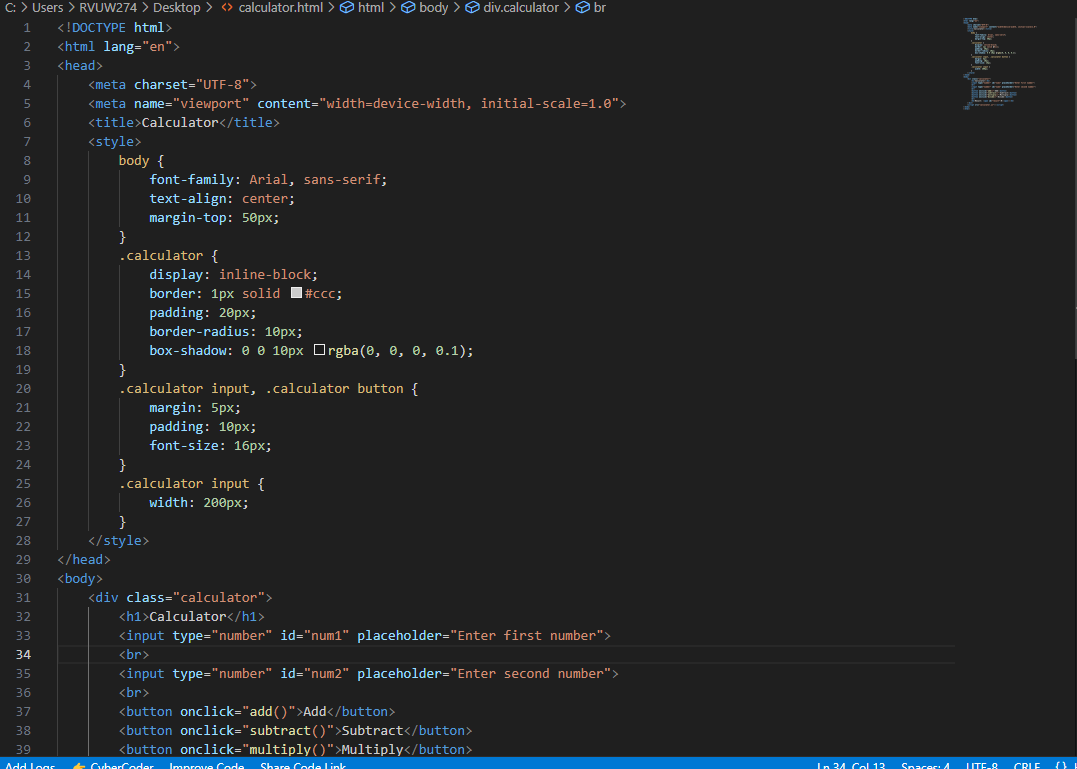 C: > Users > RVUW274 > Desktop > <> calculator.html > html > body > div.calculator > br
1 <!DOCTYPE html>
2 <html lang="en">
3 <head>
4 <meta charset="UTF-8">
5 <meta name="viewport" content="width=device-width, initial-scale=1.0">
6 <title>Calculator</title>
7 <style>
8 body {
9 font-family: Arial, sans-serif;
10 text-align: center;
11 margin-top: 50px;
12 }
13 .calculator {
14 display: inline-block;
15 border: 1px solid #ccc;
16 padding: 20px;
17 border-radius: 10px;
18 box-shadow: 0 0 10px rgba(0, 0, 0, 0.1);
19 }
20 .calculator input, .calculator button {
21 margin: 5px;
22 padding: 10px;
23 font-size: 16px;
24 }
25 .calculator input {
26 width: 200px;
27 }
28 </style>
29 </head>
30 <body>
31 <div class="calculator">
32 <h1>Calculator</h1>
33 <input type="number" id="num1" placeholder="Enter first number">
34 <br>
35 <input type="number" id="num2" placeholder="Enter second number">
36 <br>
37 <button onclick="add()">Add</button>
38 <button onclick="subtract()">Subtract</button>
39 <button onclick="multiply()">Multiply</button>
Add Logs CyberCoder Improve Code Share Code Link Ln 34, Col 13 Spaces: 4 UTF-8 CRLF {}